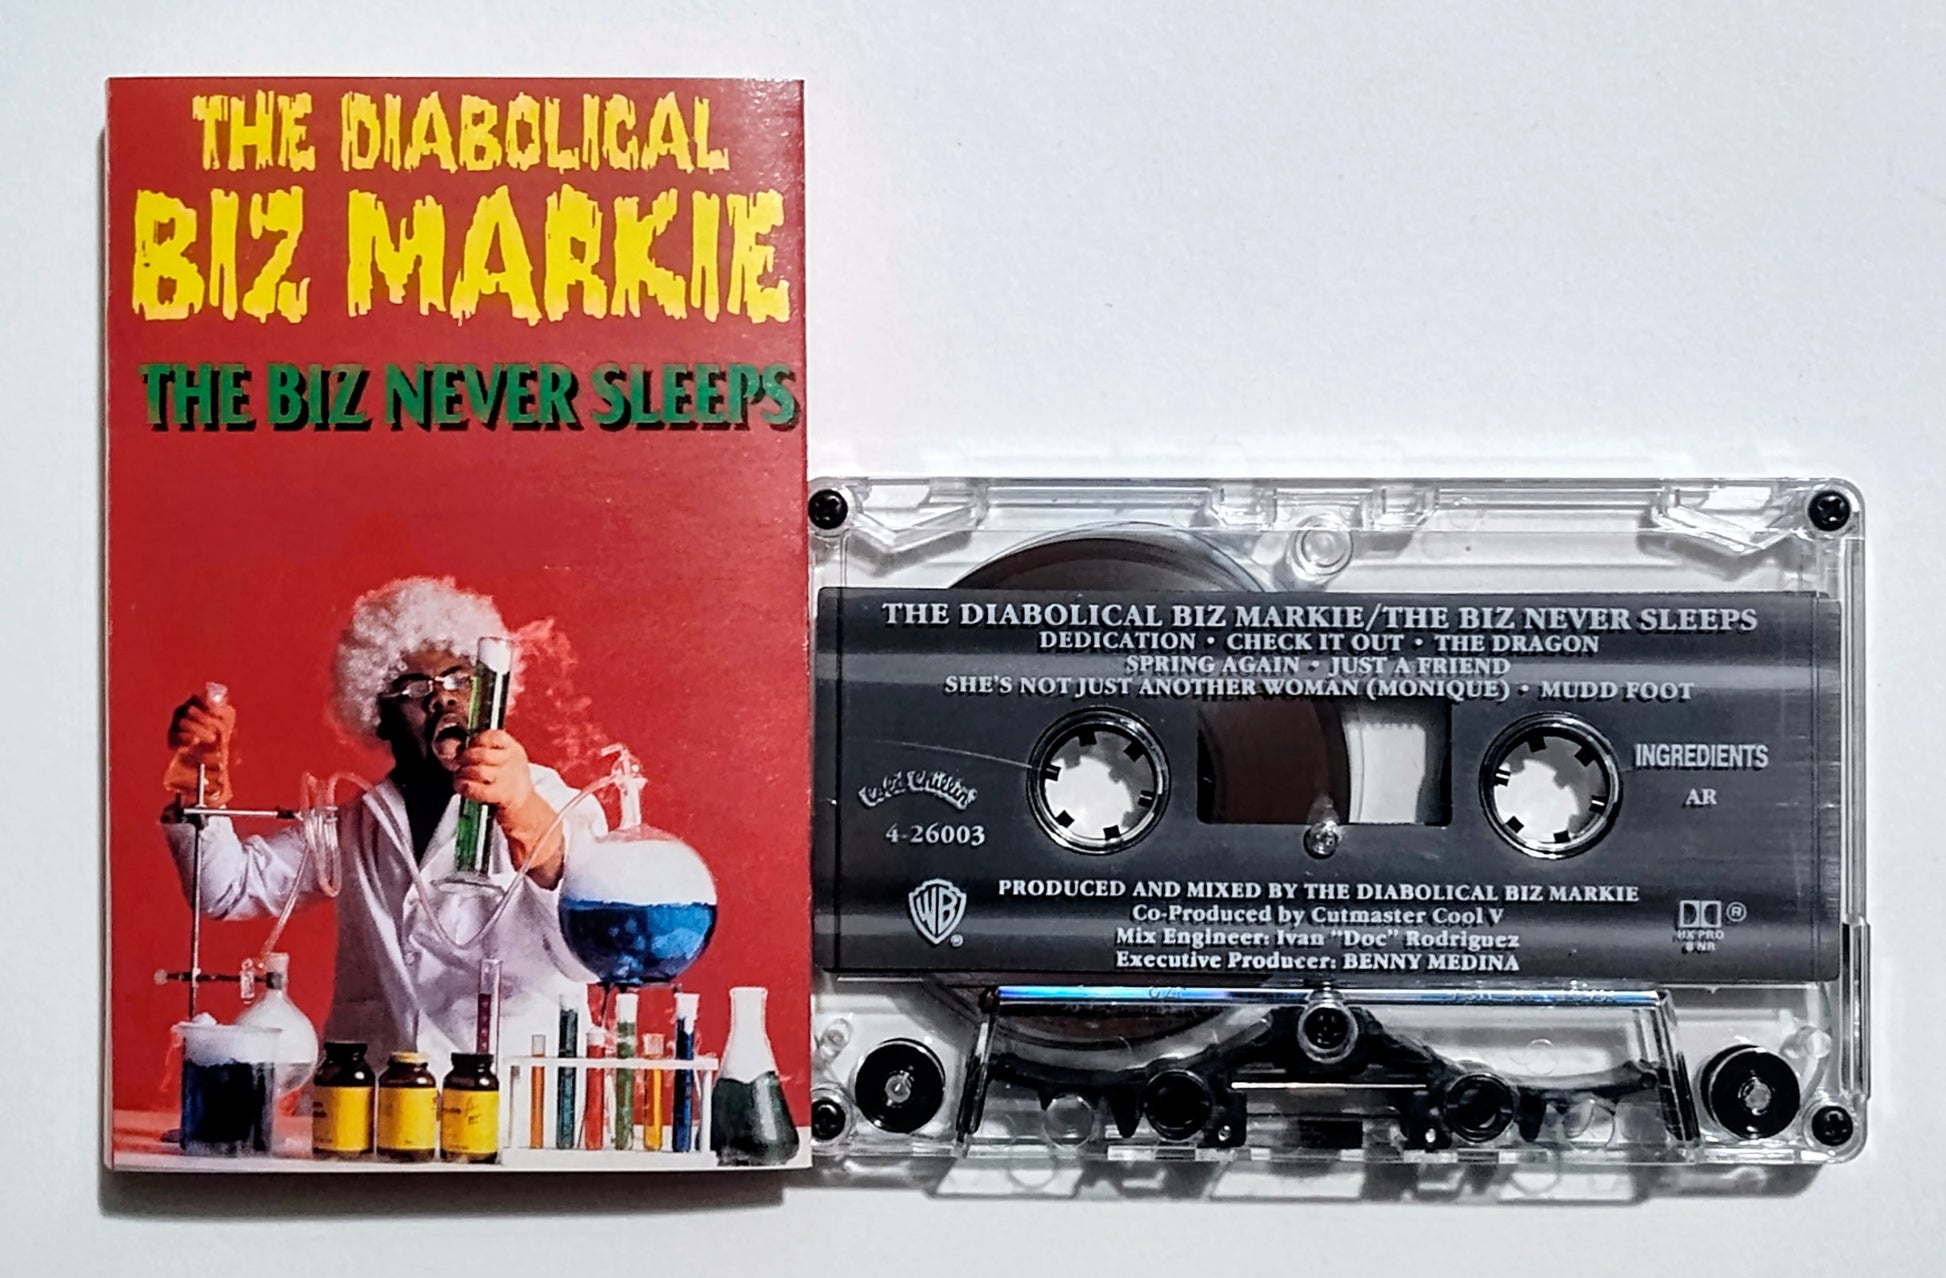 THE DIABOLICAL
BIZ MARKIE
THE BIZ NEVER SLEEPS
THE DIABOLICAL BIZ MARKIE/THE BIZ NEVER SLEEPS
DEDICATION • CHECK IT OUT • THE DRAGON
SPRING AGAIN • JUST A FRIEND
SHE'S NOT JUST ANOTHER WOMAN (MONIQUE) • MUDD FOOT
INGREDIENTS
AR
Cold Chillin'
4-26003
WB®
PRODUCED AND MIXED BY THE DIABOLICAL BIZ MARKIE
Co-Produced by Cutmaster Cool V
Mix Engineer: Ivan "Doc" Rodriguez
Executive Producer: BENNY MEDINA
®
HX PRO
B NR